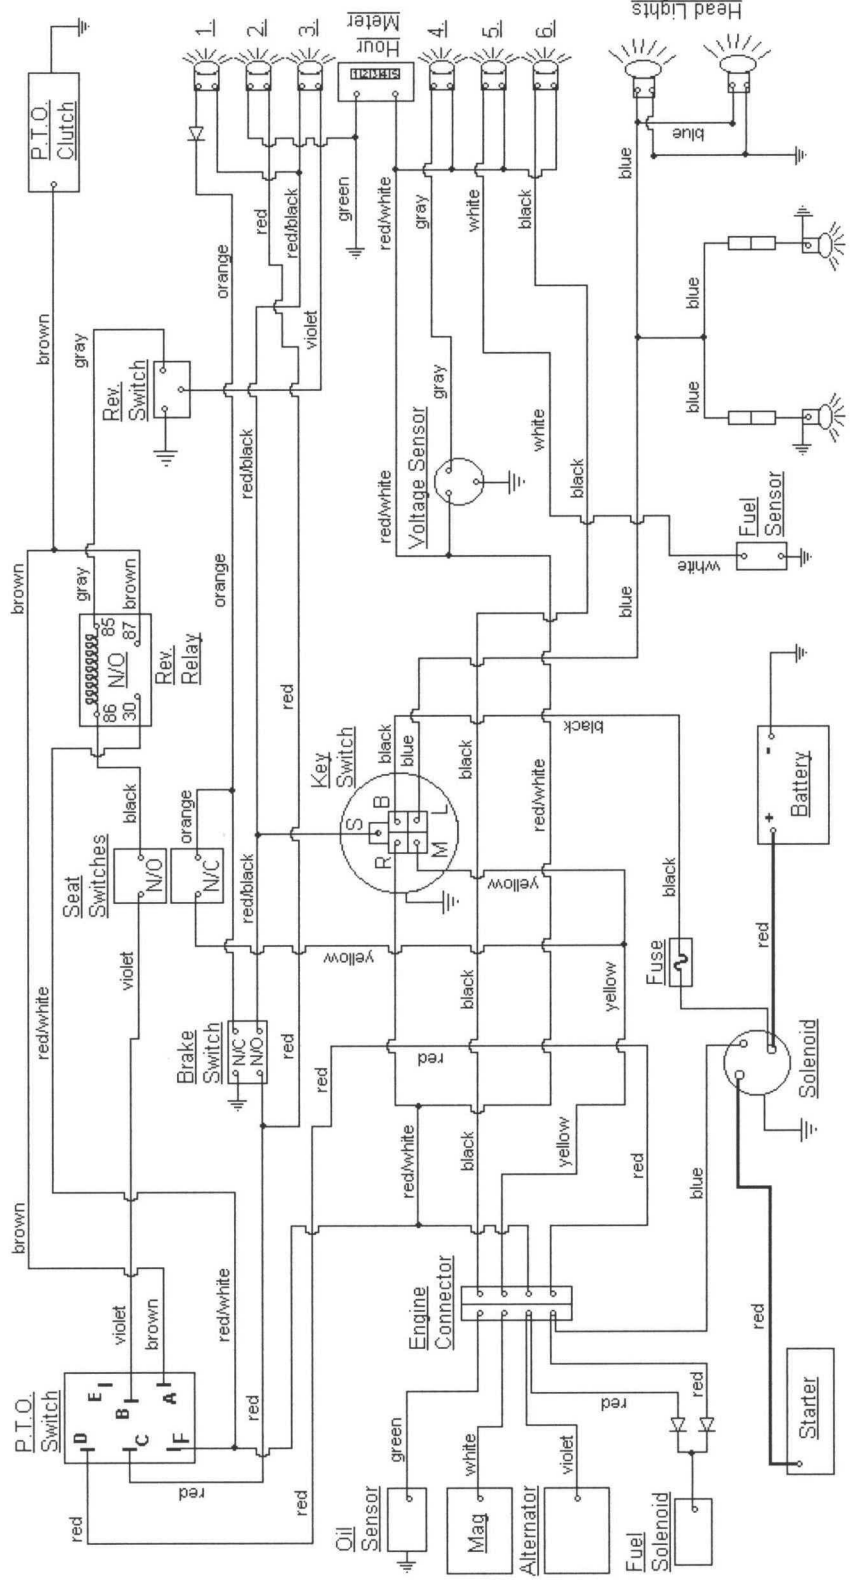 P.T.O.
Clutch
1.
2.
3.
Hour
Meter
12345
4.
5.
6.
Head Lights
brown
gray
Rev.
Switch
orange
red
red/black
violet
green
red/white
gray
white
black
blue
blue
blue
blue
brown
gray
brown
85
87
N/O
86
30
Rev.
Relay
orange
red/black
red/white
gray
Voltage Sensor
white
black
white
Fuel
Sensor
blue
red
black
Seat
Switches
N/O
N/C
orange
Key
Switch
black
blue
S
B
L
R
M
black
red/white
black
yellow
Battery
+
-
red/white
violet
red/black
yellow
black
yellow
Fuse
black
red
Brake
Switch
N/C
N/O
red
red
red
Solenoid
brown
violet
brown
red/white
red/white
black
yellow
red
blue
P.T.O.
Switch
D
E
B
C
A
F
red
red
red
red
Engine
Connector
red
Oil
Sensor
green
Mag
white
Alternator
violet
red
red
Fuel
Solenoid
Starter